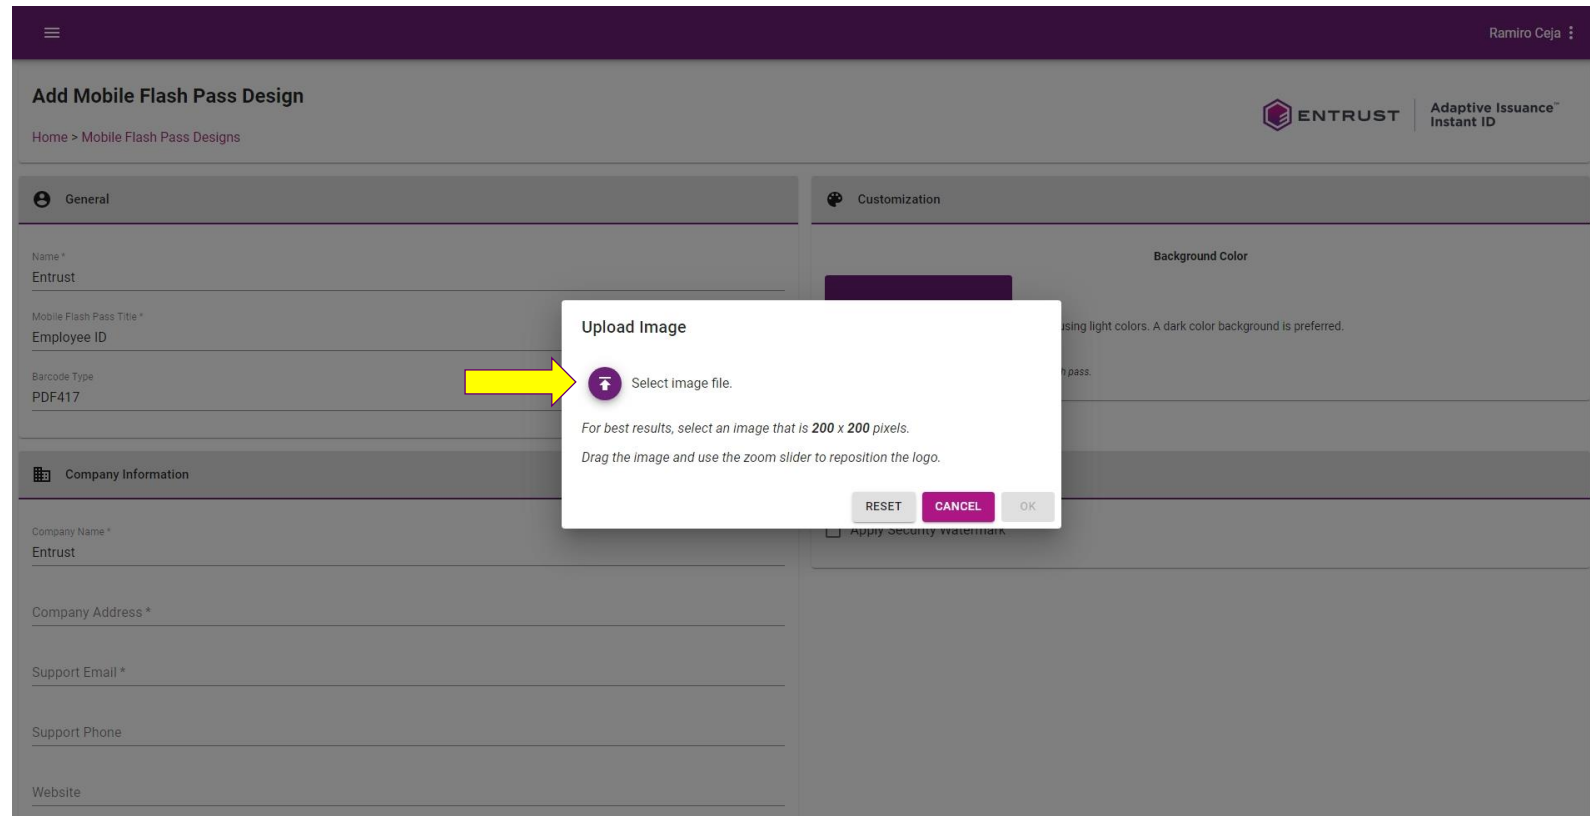 Ramiro Ceja
Add Mobile Flash Pass Design
Home > Mobile Flash Pass Designs
ENTRUST
Adaptive Issuance™
Instant ID
General
Name *
Entrust
Mobile Flash Pass Title *
Employee ID
Barcode Type
PDF417
Customization
Background Color
using light colors. A dark color background is preferred.
pass.
Upload Image
Select image file.
For best results, select an image that is 200 x 200 pixels.
Drag the image and use the zoom slider to reposition the logo.
RESET
CANCEL
OK
Company Information
Company Name *
Entrust
Company Address *
Support Email *
Support Phone
Website
Apply Security Watermark